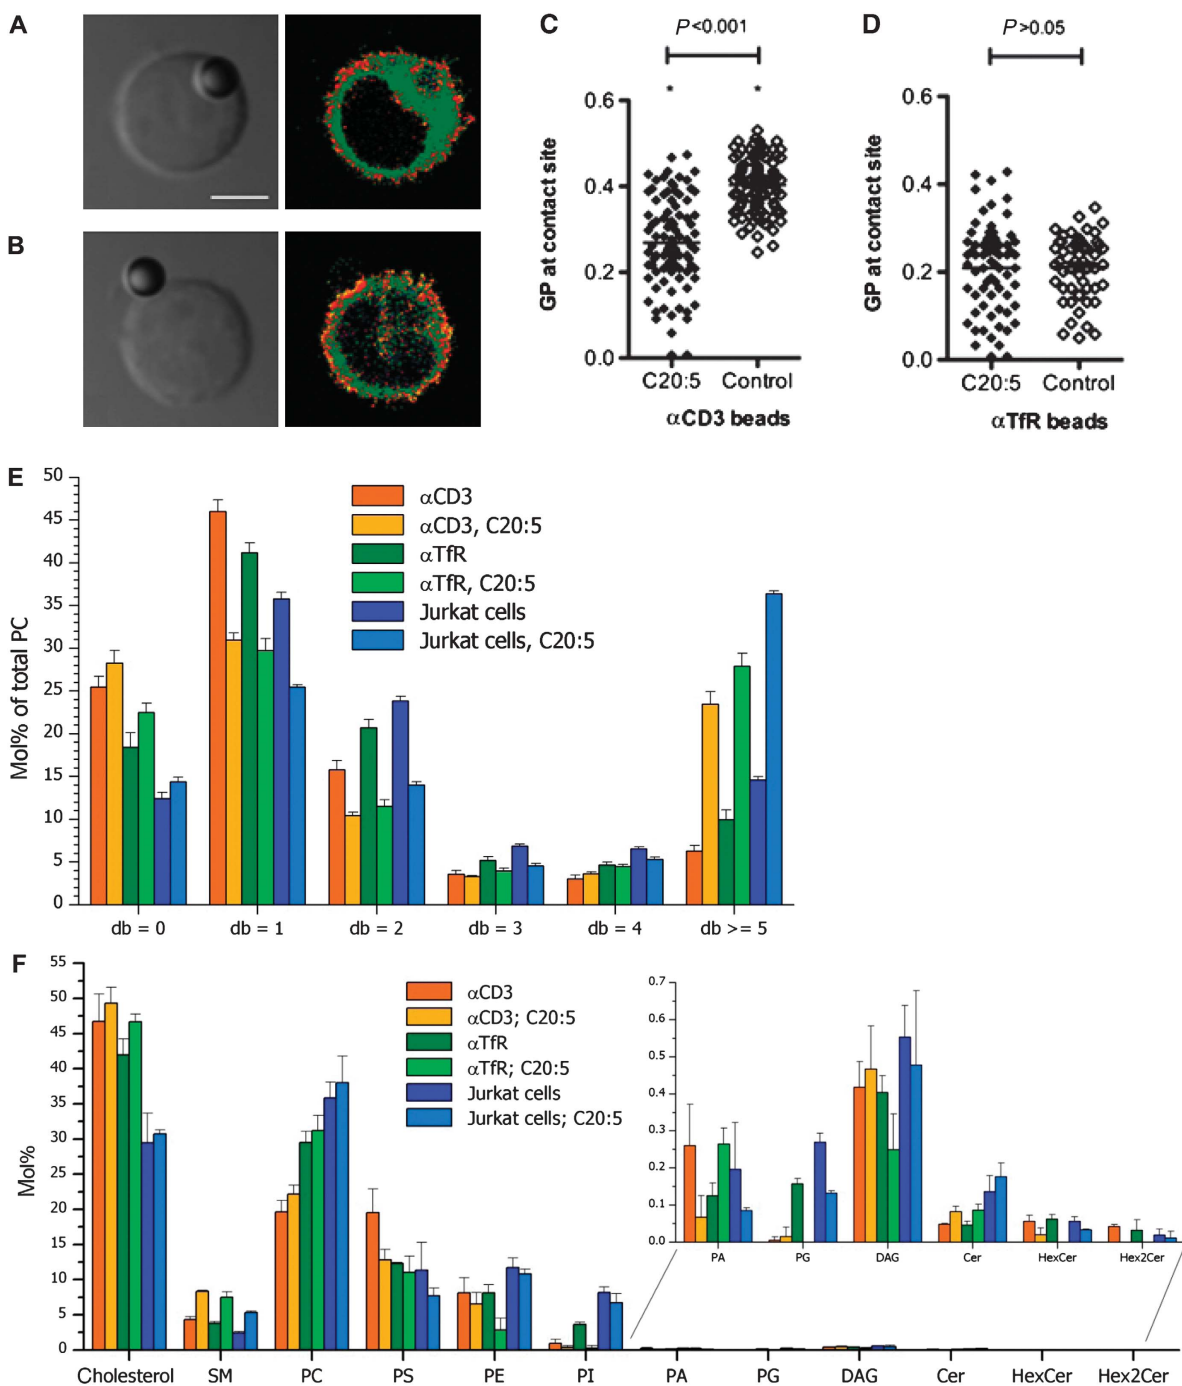 A
B
C
P<0.001
* *
GP at contact site
0.6
0.4
0.2
0.0
C20:5 Control
αCD3 beads
D
P>0.05
GP at contact site
0.6
0.4
0.2
0.0
C20:5 Control
αTfR beads
E
Mol% of total PC
50
45
40
35
30
25
20
15
10
5
0
αCD3
αCD3, C20:5
αTfR
αTfR, C20:5
Jurkat cells
Jurkat cells, C20:5
db = 0 db = 1 db = 2 db = 3 db = 4 db >= 5
F
Mol%
55
50
45
40
35
30
25
20
15
10
5
0
αCD3
αCD3; C20:5
αTfR
αTfR; C20:5
Jurkat cells
Jurkat cells; C20:5
0.7
0.6
0.5
0.4
0.3
0.2
0.1
0.0
PA PG DAG Cer HexCer Hex2Cer
Cholesterol SM PC PS PE PI PA PG DAG Cer HexCer Hex2Cer